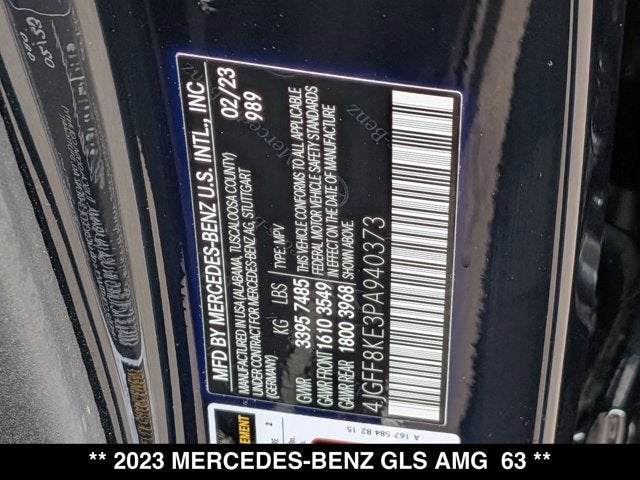 MFD BY MERCEDES-BENZ U.S. INTL., INC
MANUFACTURED IN USA (ALABAMA, TUSCALOOSA COUNTY)
UNDER CONTRACT FOR MERCEDES-BENZ AG, STUTTGART
(GERMANY)
02/23
989
KG LBS TYPE: MPV
GVWR 3395 7485
GAWR FRONT 1610 3549
GAWR REAR 1800 3968
THIS VEHICLE CONFORMS TO ALL APPLICABLE
FEDERAL MOTOR VEHICLE SAFETY STANDARDS
IN EFFECT ON THE DATE OF MANUFACTURE
SHOWN ABOVE.
4JGFF8KE3PA940373
A 167 584 82 15
** 2023 MERCEDES-BENZ GLS AMG 63 **